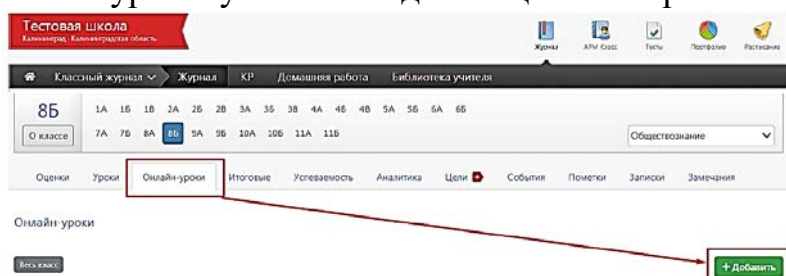 Тестовая школа
Калининград · Калининградская область
Журнал АРМ Class Тесты Портфолио Расписание
Классный журнал Журнал КР Домашняя работа Библиотека учителя
8Б 1А 1Б 1В 2А 2Б 2В 3А 3Б 3В 4А 4Б 4В 5А 5Б 6А 6Б
О классе 7А 7Б 8А 8Б 9А 9Б 10А 10Б 11А 11Б Обществознание
Оценки Уроки Онлайн-уроки Итоговые Успеваемость Аналитика Цели События Пометки Записки Замечания
Онлайн-уроки
Весь класс + Добавить